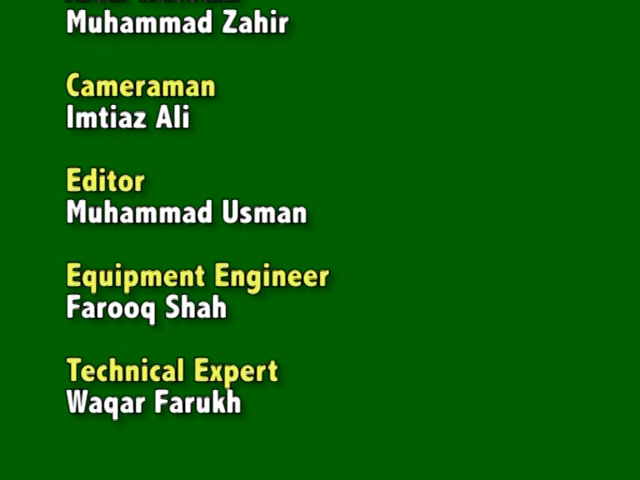 Muhammad Zahir
Cameraman
Imtiaz Ali
Editor
Muhammad Usman
Equipment Engineer
Farooq Shah
Technical Expert
Waqar Farukh